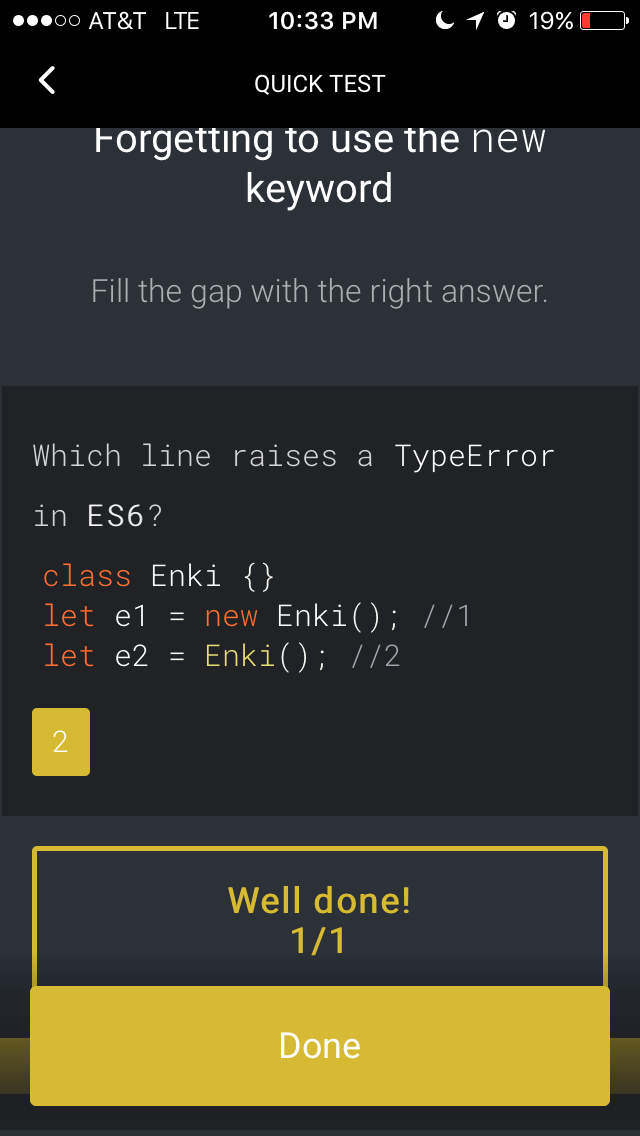 AT&T LTE 10:33 PM 19%
QUICK TEST
Forgetting to use the new
keyword
Fill the gap with the right answer.
Which line raises a TypeError
in ES6?
class Enki {}
let e1 = new Enki(); //1
let e2 = Enki(); //2
2
Well done!
1/1
Done